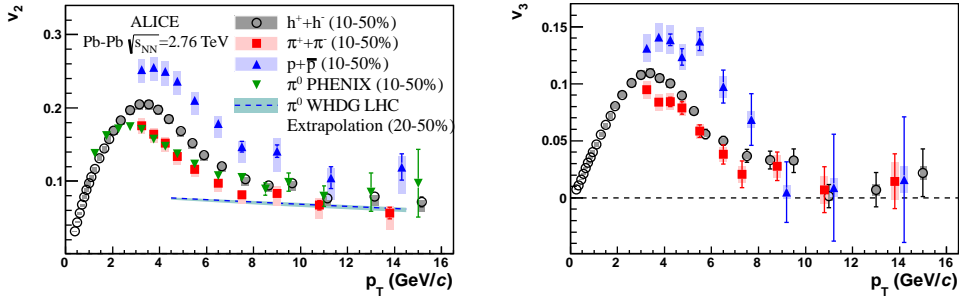 v₂
ALICE
Pb-Pb √s_NN=2.76 TeV
h⁺+h⁻ (10-50%)
π⁺+π⁻ (10-50%)
p+p̅ (10-50%)
π⁰ PHENIX (10-50%)
π⁰ WHDG LHC
Extrapolation (20-50%)
0.3
0.2
0.1
0 2 4 6 8 10 12 14 16
p_T (GeV/c)
v₃
0.15
0.1
0.05
0
0 2 4 6 8 10 12 14 16
p_T (GeV/c)